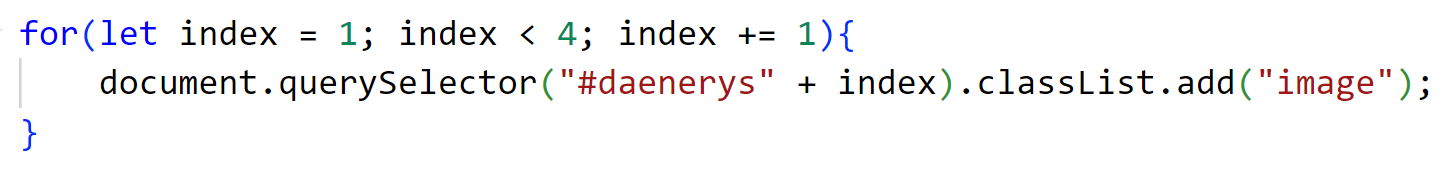 for(let index = 1; index < 4; index += 1){
    document.querySelector("#daenerys" + index).classList.add("image");
}